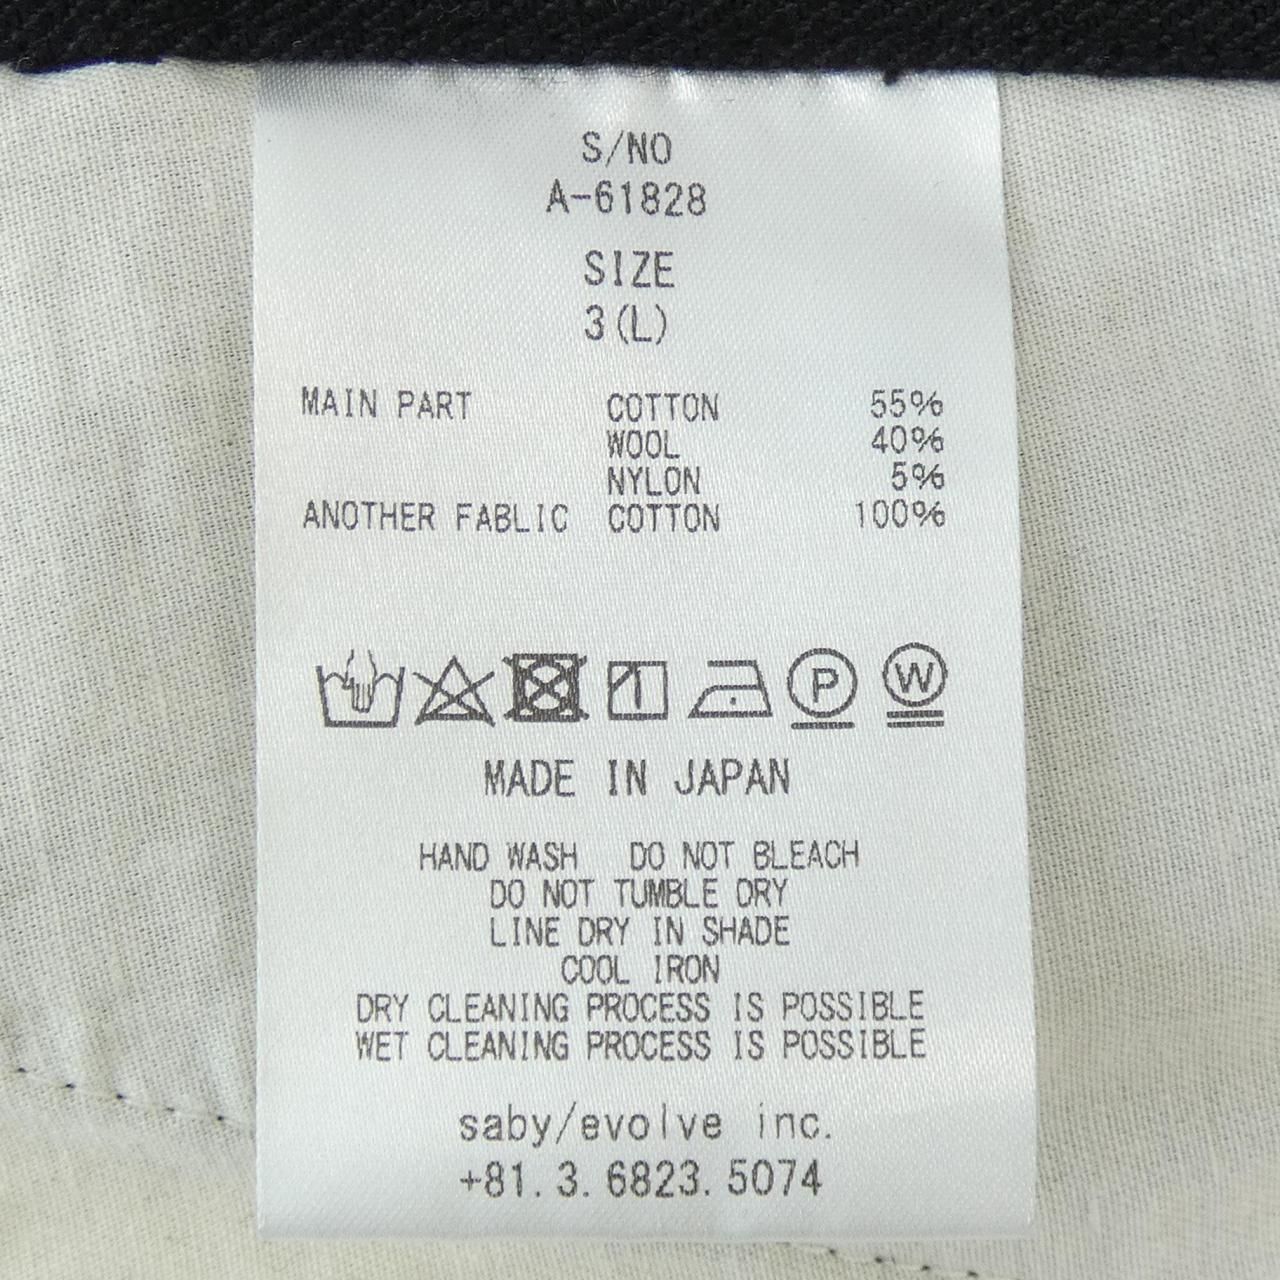 S/NO
A-61828
SIZE
3(L)
MAIN PART COTTON 55%
WOOL 40%
NYLON 5%
ANOTHER FABLIC COTTON 100%
P W
MADE IN JAPAN
HAND WASH DO NOT BLEACH
DO NOT TUMBLE DRY
LINE DRY IN SHADE
COOL IRON
DRY CLEANING PROCESS IS POSSIBLE
WET CLEANING PROCESS IS POSSIBLE
saby/evolve inc.
+81.3.6823.5074